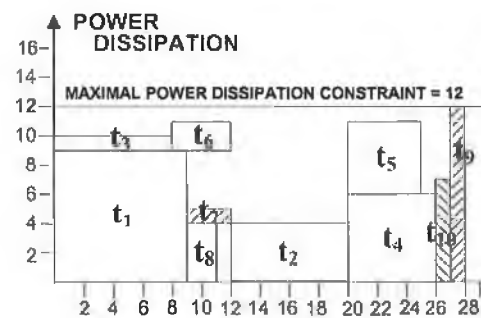 POWER
DISSIPATION
16
14
12
10
8
6
4
2
MAXIMAL POWER DISSIPATION CONSTRAINT = 12
t3
t6
t1
t7
t8
t2
t5
t4
t10
t9
2 4 6 8 10 12 14 16 18 20 22 24 26 28